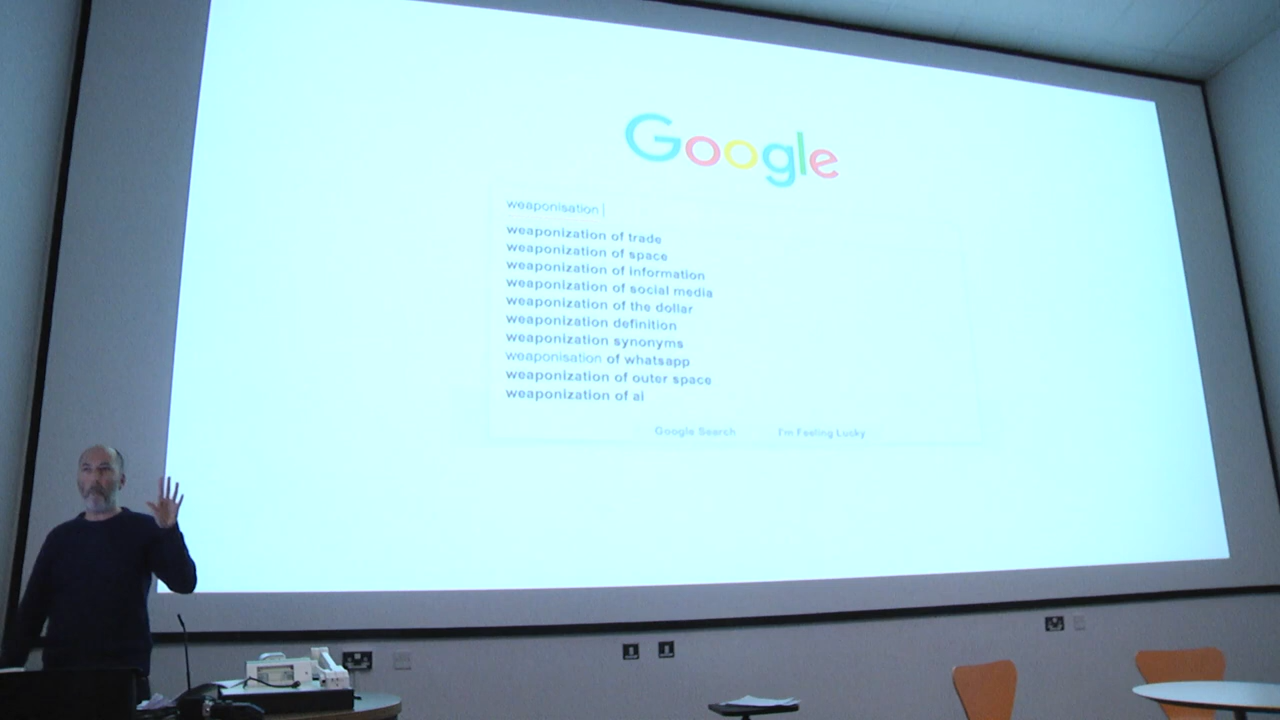 Google
weaponisation
weaponization of trade
weaponization of space
weaponization of information
weaponization of social media
weaponization of the dollar
weaponization definition
weaponization synonyms
weaponisation of whatsapp
weaponization of outer space
weaponization of ai
Google Search I'm Feeling Lucky